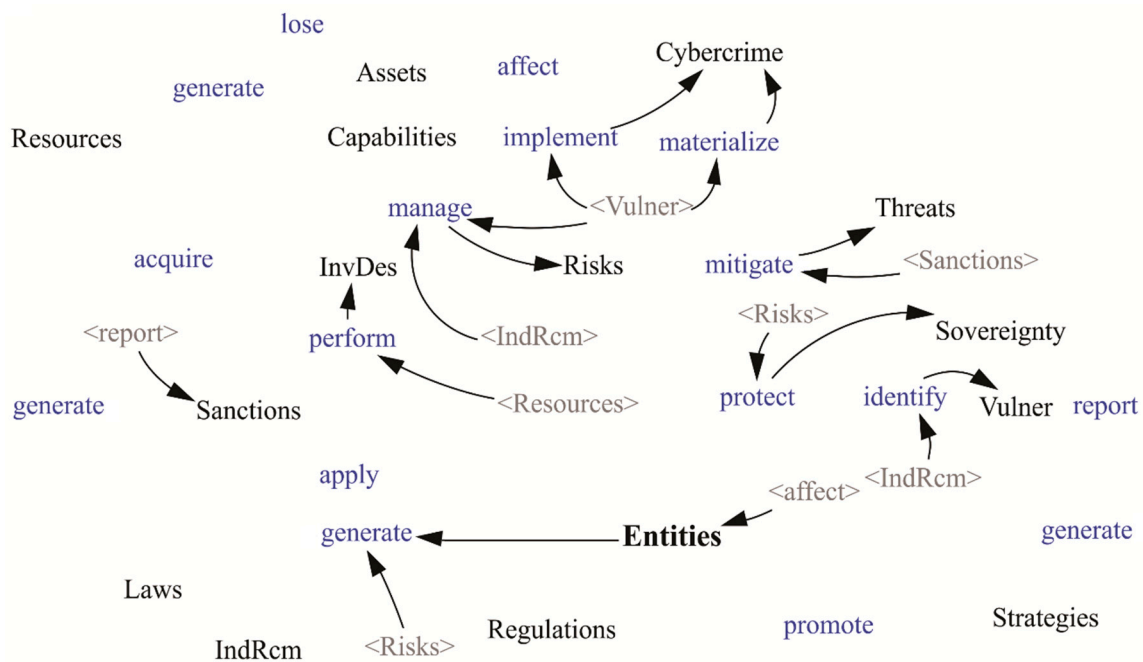 lose
Cybercrime
Assets
affect
generate
Resources
Capabilities
implement
materialize
manage
<Vulner>
Threats
acquire
InvDes
Risks
mitigate
<Sanctions>
<Risks>
<report>
perform
<IndRcm>
Sovereignty
generate
Sanctions
<Resources>
protect
identify
Vulner
report
apply
<affect>
<IndRcm>
generate
Entities
generate
Laws
IndRcm
<Risks>
Regulations
promote
Strategies